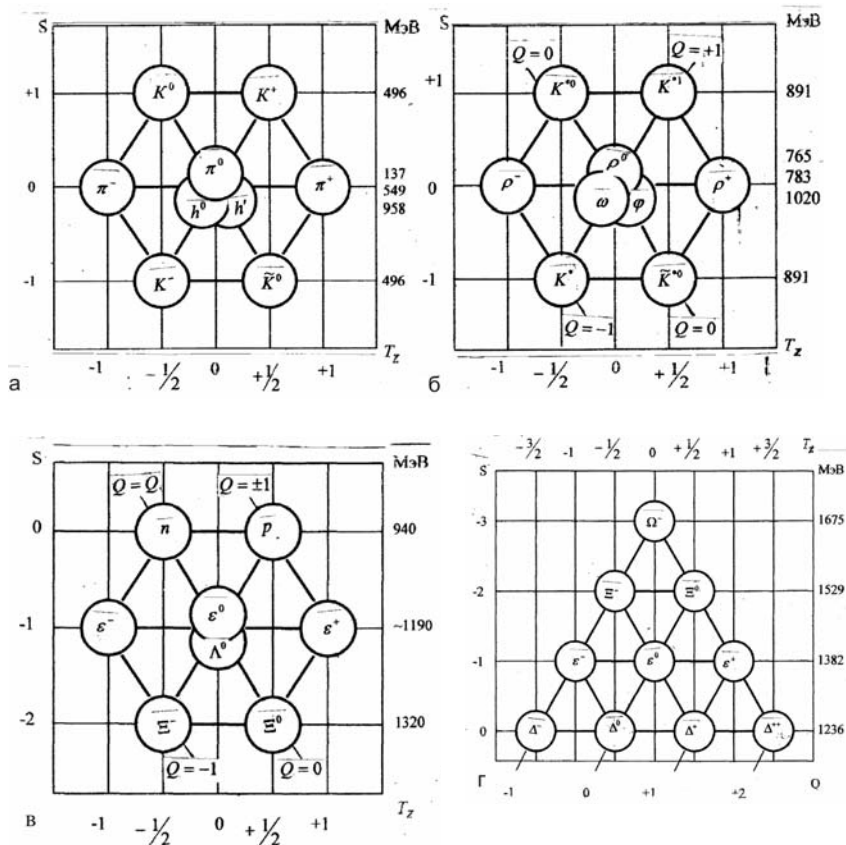 S МэВ
+1 K⁰ K⁺ 496
π⁰ 137
0 π⁻ π⁺ 549
h⁰ h' 958
-1 K⁻ K̃⁰ 496
T_z
а -1 -1/2 0 +1/2 +1
S МэВ
Q=0 Q=+1
+1 K*⁰ K*¹ 891
ρ⁰ 765
0 ρ⁻ ρ⁺ 783
ω φ 1020
-1 K* K̃*⁰ 891
Q=-1 Q=0
T_z
б -1 -1/2 0 +1/2 +1
S МэВ
Q=Q Q=±1
0 n p 940
ε⁰
-1 ε⁻ ε⁺ ~1190
Λ⁰
-2 Ξ⁻ Ξ⁰ 1320
Q=-1 Q=0
T_z
в -1 -1/2 0 +1/2 +1
-3/2 -1 -1/2 0 +1/2 +1 +3/2 T_z
S МэВ
-3 Ω⁻ 1675
-2 Ξ⁻ Ξ⁰ 1529
-1 ε⁻ ε⁰ ε⁺ 1382
0 Δ⁻ Δ⁰ Δ⁺ Δ⁺⁺ 1236
г Q
-1 0 +1 +2